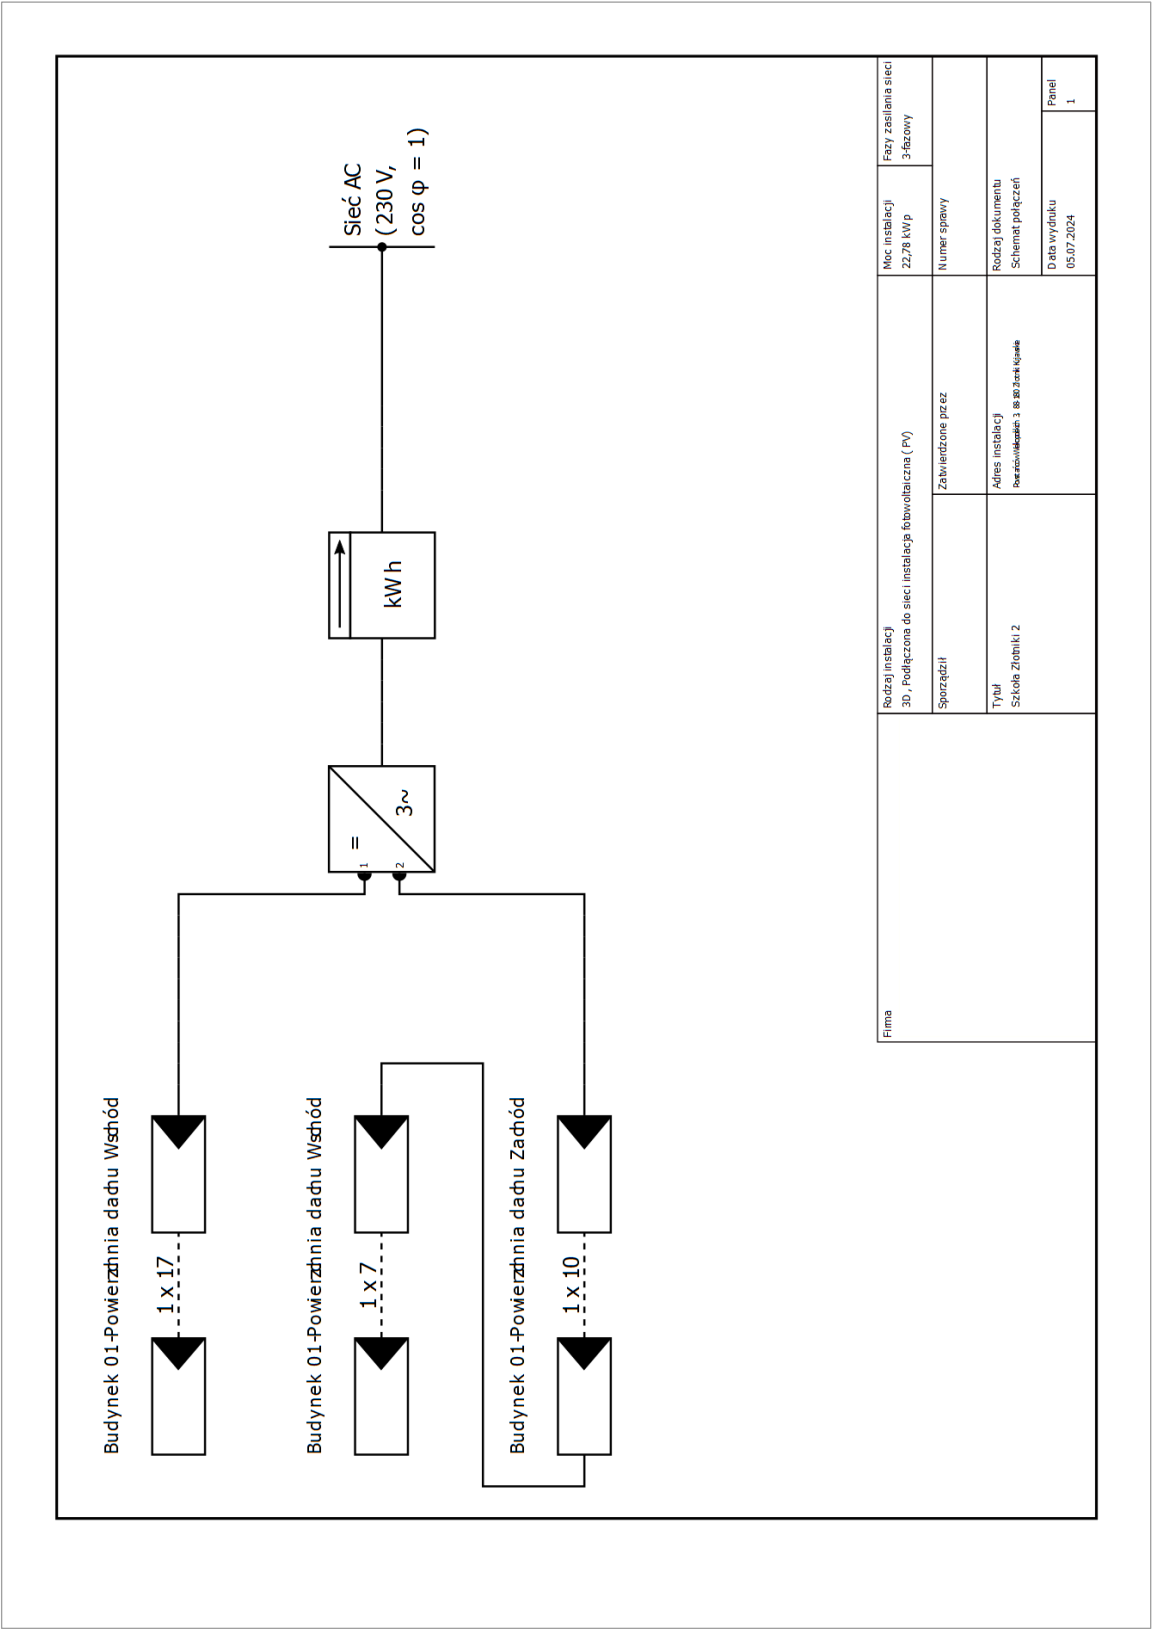 Budynek 01-Powierzchnia dachu Wschód
1 x 17
Budynek 01-Powierzchnia dachu Wschód
1 x 7
Budynek 01-Powierzchnia dachu Zachód
1 x 10
1
2
=
3~
kWh
Sieć AC
(230 V,
cos φ = 1)
Firma
Rodzaj instalacji
3D, Podłączona do sieci instalacja fotowoltaiczna (PV)
Moc instalacji
22,78 kWp
Fazy zasilania sieci
3-fazowy
Sporządził
Zatwierdzone przez
Numer sprawy
Tytuł
Szkoła Złotniki 2
Adres instalacji
Rodzaj dokumentu
Schemat połączeń
Data wydruku
05.07.2024
Panel
1